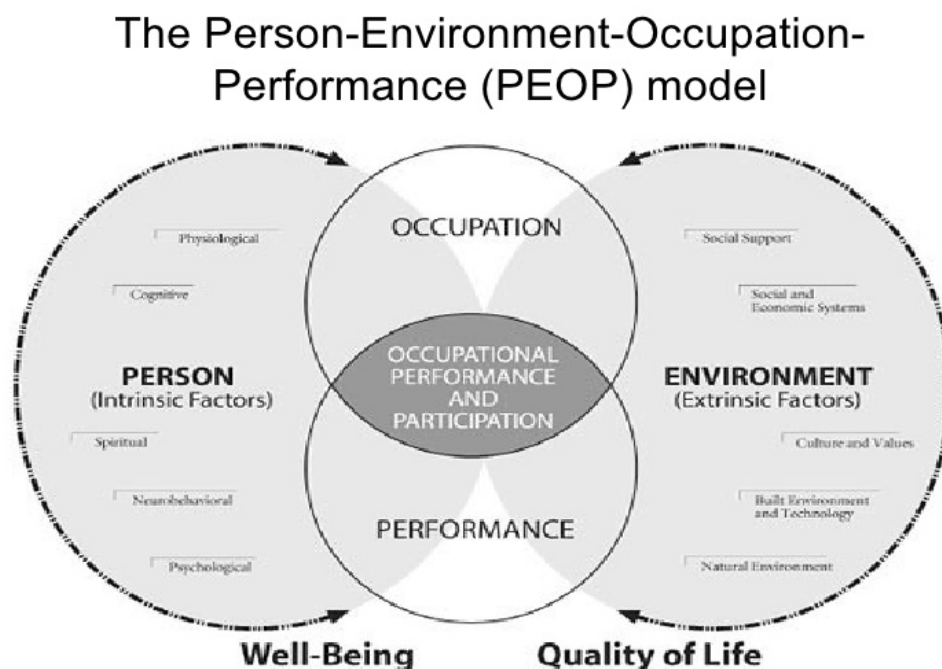 The Person-Environment-Occupation-
Performance (PEOP) model
OCCUPATION
Physiological
Cognitive
PERSON
(Intrinsic Factors)
Spiritual
Neurobehavioral
Psychological
OCCUPATIONAL
PERFORMANCE
AND
PARTICIPATION
PERFORMANCE
Social Support
Social and
Economic Systems
ENVIRONMENT
(Extrinsic Factors)
Culture and Values
Built Environment
and Technology
Natural Environment
Well-Being
Quality of Life